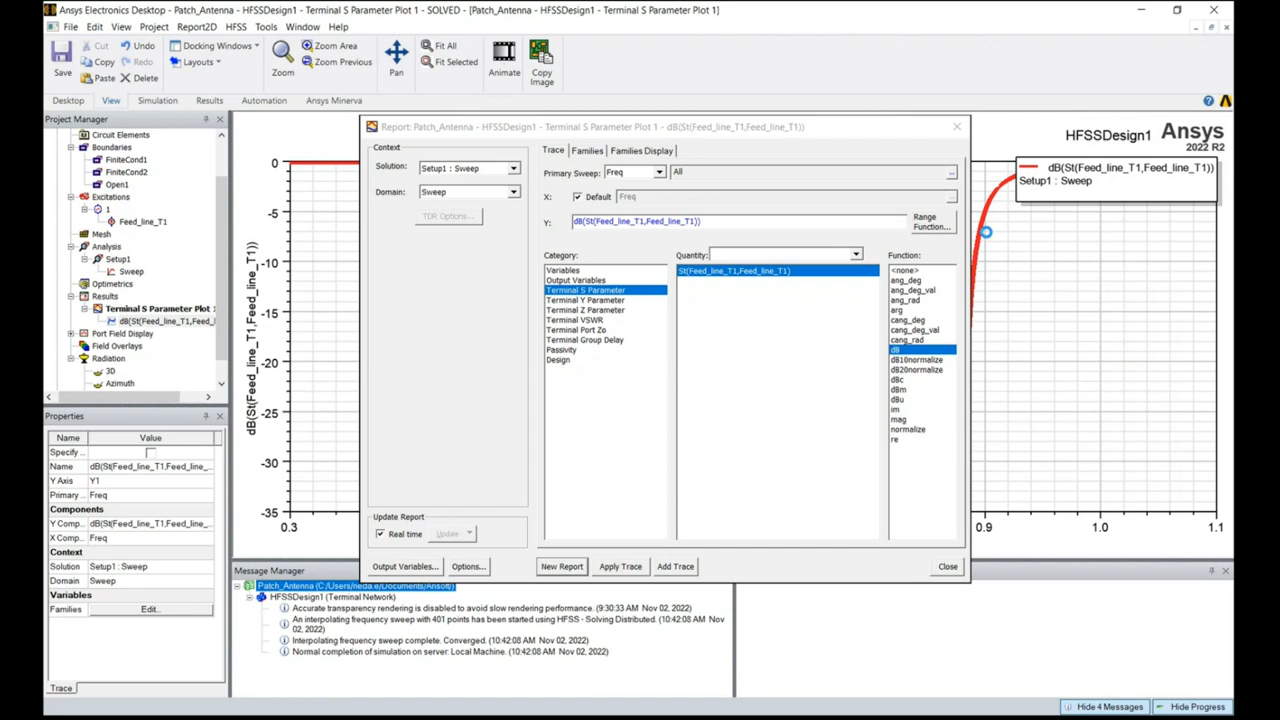 Ansys Electronics Desktop - Patch_Antenna - HFSSDesign1 - Terminal S Parameter Plot 1 - SOLVED - [Patch_Antenna - HFSSDesign1 - Terminal S Parameter Plot 1]
File Edit View Project Report2D HFSS Tools Window Help
Save
Cut
Copy
Paste
Undo
Redo
Delete
Docking Windows
Layouts
Zoom
Zoom Area
Zoom Previous
Pan
Fit All
Fit Selected
Animate
Copy
Image
Desktop View Simulation Results Automation Ansys Minerva
Project Manager
Circuit Elements
Boundaries
FiniteCond1
FiniteCond2
Open1
Excitations
1
Feed_line_T1
Mesh
Analysis
Setup1
Sweep
Optimetrics
Results
Terminal S Parameter Plot 1
dB(St(Feed_line_T1,Feed_l
Port Field Display
Field Overlays
Radiation
3D
Azimuth
Properties
Name Value
Specify ...
Name dB(St(Feed_line_T1,Feed_line_...
Y Axis Y1
Primary ... Freq
Components
Y Comp... dB(St(Feed_line_T1,Feed_line_...
X Comp... Freq
Context
Solution Setup1 : Sweep
Domain Sweep
Variables
Families Edit...
Trace
Report: Patch_Antenna - HFSSDesign1 - Terminal S Parameter Plot 1 - dB(St(Feed_line_T1,Feed_line_T1))
Context
Solution: Setup1 : Sweep
Domain: Sweep
TDR Options...
Update Report
Real time Update
Output Variables... Options...
Trace Families Families Display
Primary Sweep: Freq All ...
X: Default Freq ...
Y: dB(St(Feed_line_T1,Feed_line_T1))
Range
Function...
Category:
Variables
Output Variables
Terminal S Parameter
Terminal Y Parameter
Terminal Z Parameter
Terminal VSWR
Terminal Port Zo
Terminal Group Delay
Passivity
Design
Quantity:
St(Feed_line_T1,Feed_line_T1)
Function:
<none>
ang_deg
ang_deg_val
ang_rad
arg
cang_deg
cang_deg_val
cang_rad
dB
dB10normalize
dB20normalize
dBc
dBm
dBu
im
mag
normalize
re
New Report Apply Trace Add Trace Close
HFSSDesign1 Ansys
2022 R2
dB(St(Feed_line_T1,Feed_line_T1))
Setup1 : Sweep
dB(St(Feed_line_T1,Feed_line_T1))
0
-5
-10
-15
-20
-25
-30
-35
0.3 0.9 1.0 1.1
Message Manager
Patch_Antenna (C:/Users/neda.e/Documents/Ansoft/)
HFSSDesign1 (Terminal Network)
Accurate transparency rendering is disabled to avoid slow rendering performance. (9:30:33 AM Nov 02, 2022)
An interpolating frequency sweep with 401 points has been started using HFSS - Solving Distributed. (10:42:08 AM Nov 02, 2022)
Interpolating frequency sweep complete. Converged. (10:42:08 AM Nov 02, 2022)
Normal completion of simulation on server: Local Machine. (10:42:08 AM Nov 02, 2022)
Hide 4 Messages Hide Progress